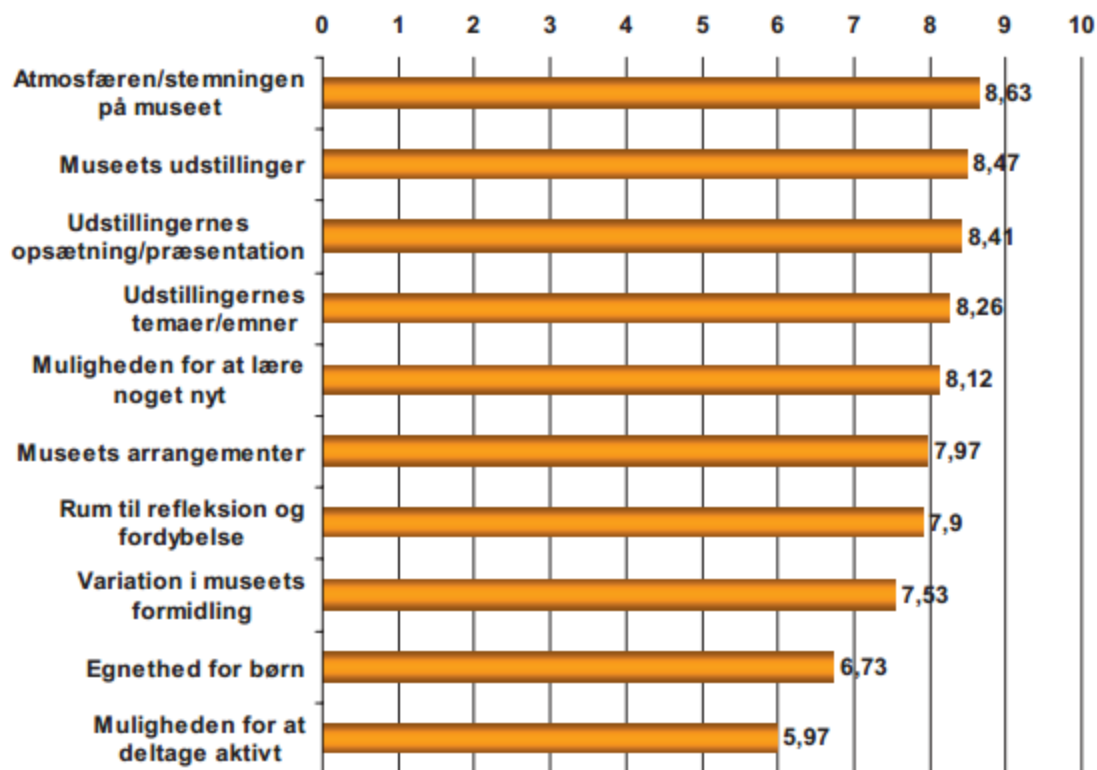 0 1 2 3 4 5 6 7 8 9 10
Atmosfæren/stemningen
på museet
8,63
Museets udstillinger
8,47
Udstillingernes
opsætning/præsentation
8,41
Udstillingernes
temaer/emner
8,26
Muligheden for at lære
noget nyt
8,12
Museets arrangementer
7,97
Rum til refleksion og
fordybelse
7,9
Variation i museets
formidling
7,53
Egnethed for børn
6,73
Muligheden for at
deltage aktivt
5,97